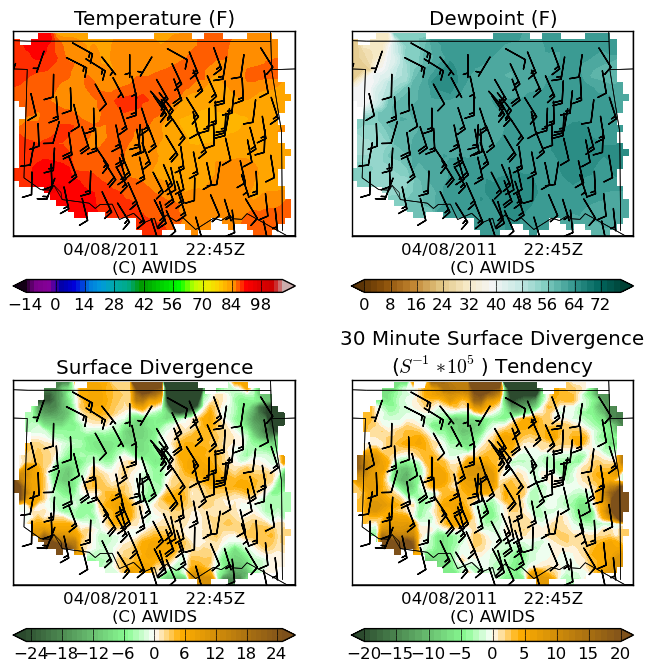 Temperature (F)
Dewpoint (F)
04/08/2011 22:45Z
(C) AWIDS
04/08/2011 22:45Z
(C) AWIDS
−14 0 14 28 42 56 70 84 98
0 8 16 24 32 40 48 56 64 72
Surface Divergence
30 Minute Surface Divergence
(S⁻¹ *10⁵ ) Tendency
04/08/2011 22:45Z
(C) AWIDS
04/08/2011 22:45Z
(C) AWIDS
−24−18−12 −6 0 6 12 18 24
−20−15−10 −5 0 5 10 15 20